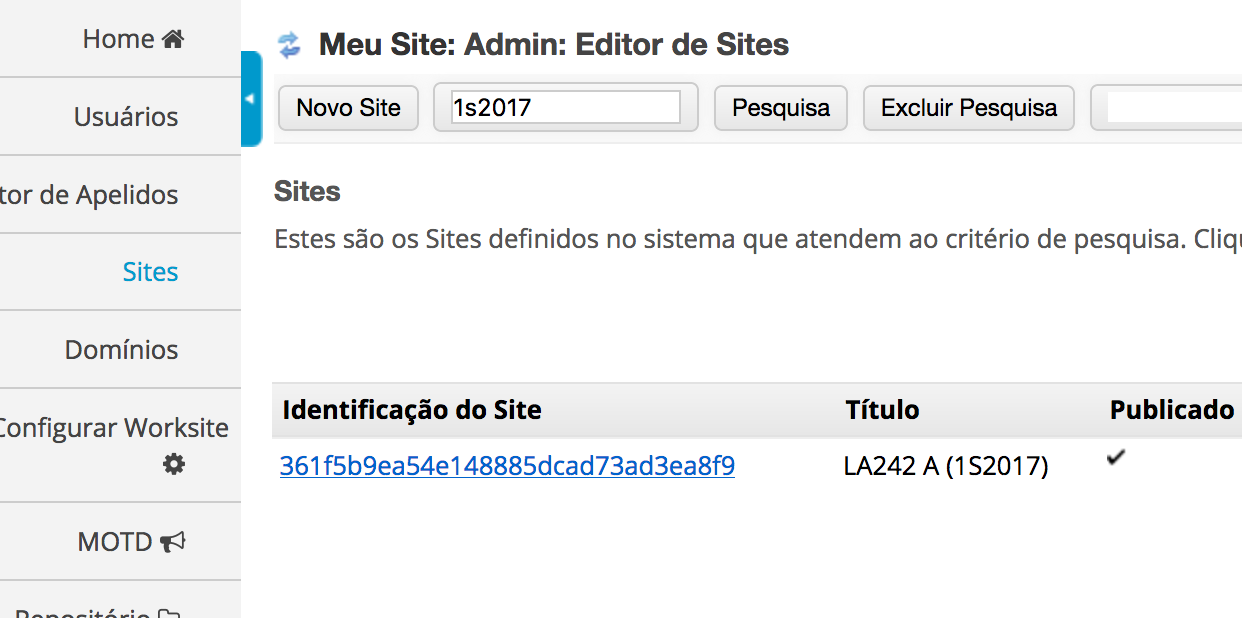 Home
Usuários
tor de Apelidos
Sites
Domínios
Configurar Worksite
MOTD
Repositório
Meu Site: Admin: Editor de Sites
Novo Site 1s2017 Pesquisa Excluir Pesquisa
Sites
Estes são os Sites definidos no sistema que atendem ao critério de pesquisa. Cliqu
Identificação do Site Título Publicado
361f5b9ea54e148885dcad73ad3ea8f9 LA242 A (1S2017)